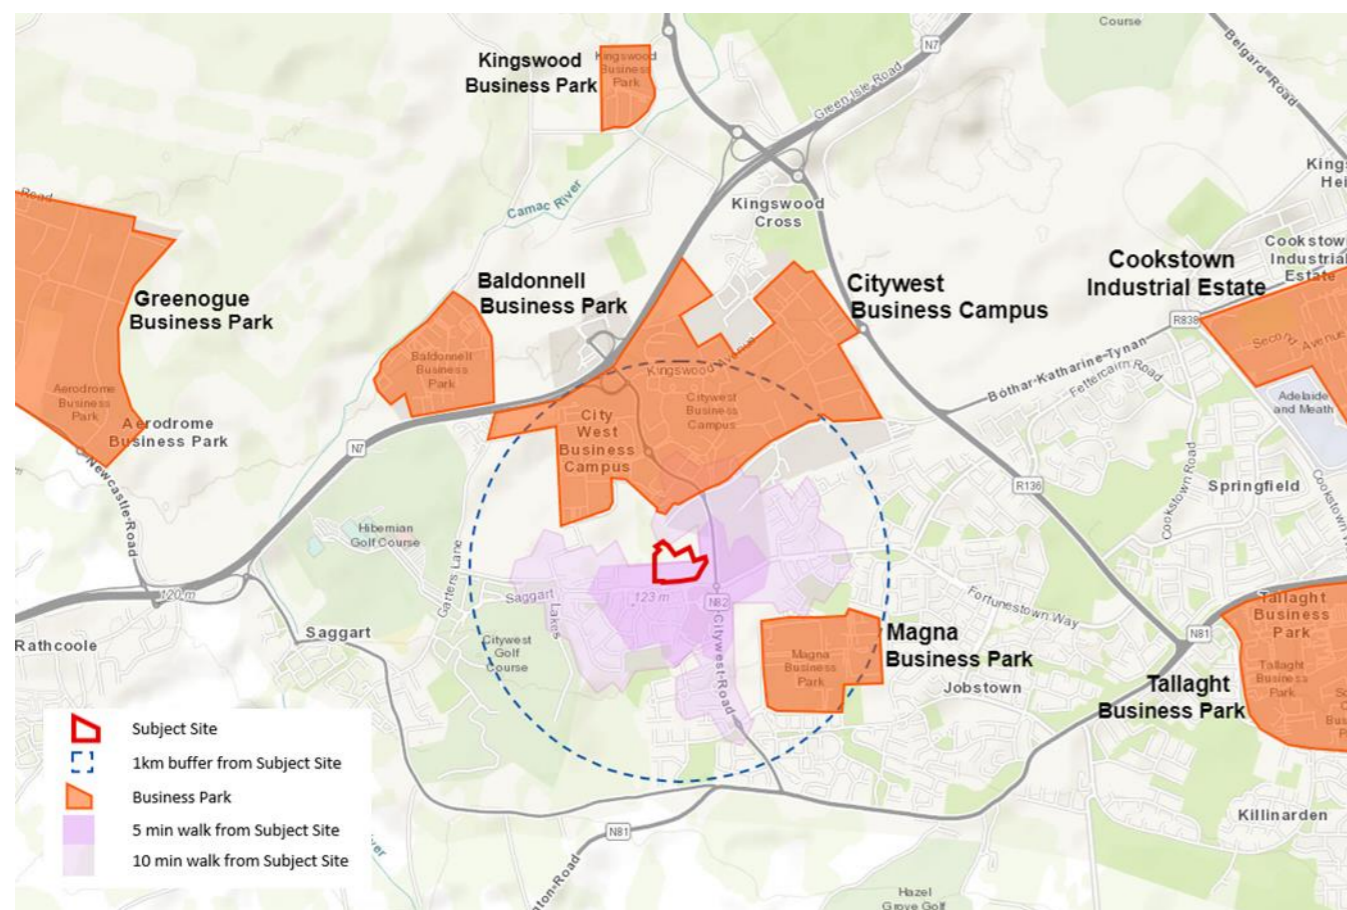 Course
Kingswood
Business Park
Kingswood
Business
Park
N7
Belgard-Road
Green Isle Road
Camac River
Kingswood
Cross
Road
Greenogue
Business Park
Baldonnell
Business Park
Citywest
Business Campus
Cookstown
Industrial Estate
Industrial
Estate
R838
Second Avenue
Bóthar-Katharine-Tynan
Fettercairn Road
Adelaide
and Meath
Baldonnell
Business
Park
Kingswood Avenue
Citywest
Business
Campus
City
West
Business
Campus
Aerodrome
Business
Park
Aerodrome
Business Park
N7
Newcastle-Road
Cookstown Road
Springfield
R136
Hibernian
Golf Course
Garters Lane
120 m
Saggart
Lakes
123 m
N82
Citywest-Road
Fortunestown Way
Rathcoole
Saggart
Citywest
Golf
Course
Magna
Business Park
Magna
Business
Park
Jobstown
N81
Tallaght
Business
Park
Tallaght
Business
Park
Tallaght
Business Park
Killinarden
N81
Hazel
Grove Golf
Subject Site
1km buffer from Subject Site
Business Park
5 min walk from Subject Site
10 min walk from Subject Site